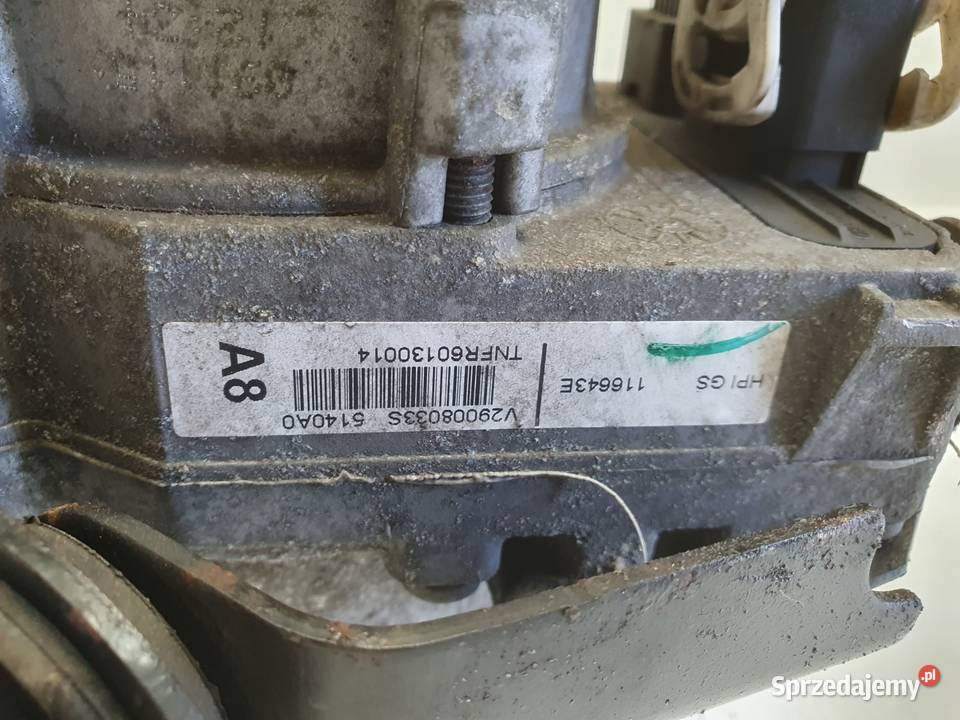 HPI GS
116643E
V29008033S 5140A0
TNFR60130014
A8
Sprzedajemy.pl